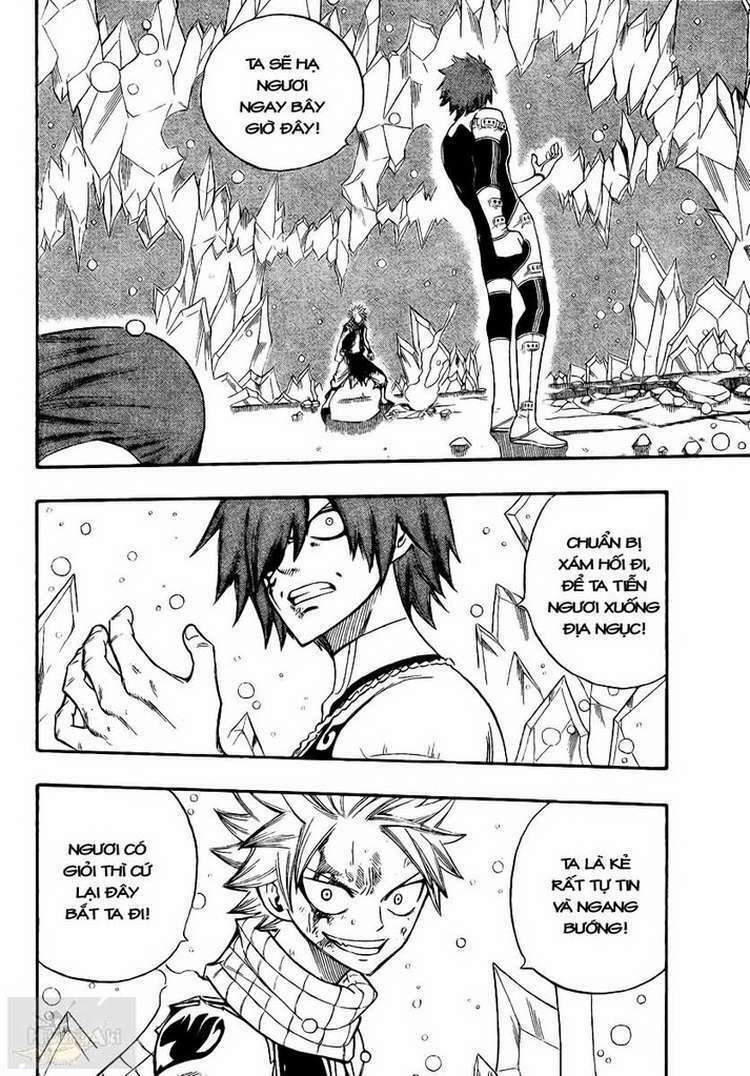 TA SẼ HẠ
NGƯƠI
NGAY BÂY
GIỜ ĐÂY!
CHUẨN BỊ
XÁM HỐI ĐI,
ĐỂ TA TIỄN
NGƯƠI XUỐNG
ĐỊA NGỤC!
TA LÀ KẺ
RẤT TỰ TIN
VÀ NGANG
BƯỚNG!
NGƯƠI CÓ
GIỎI THÌ CỨ
LẠI ĐÂY
BẮT TA ĐI!